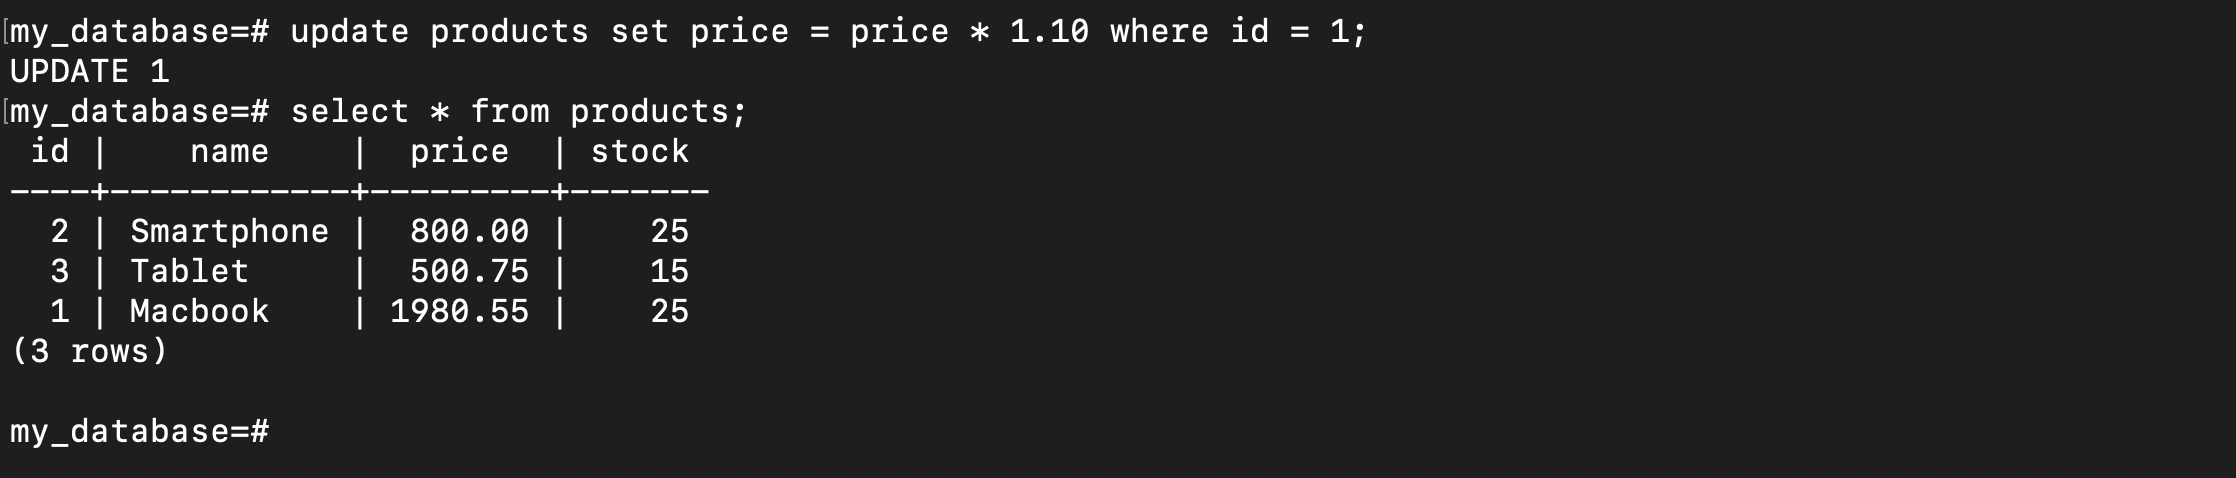 my_database=# update products set price = price * 1.10 where id = 1;
UPDATE 1
my_database=# select * from products;
 id |    name    |  price  | stock
----+------------+---------+-------
  2 | Smartphone |  800.00 |    25
  3 | Tablet     |  500.75 |    15
  1 | Macbook    | 1980.55 |    25
(3 rows)
my_database=#